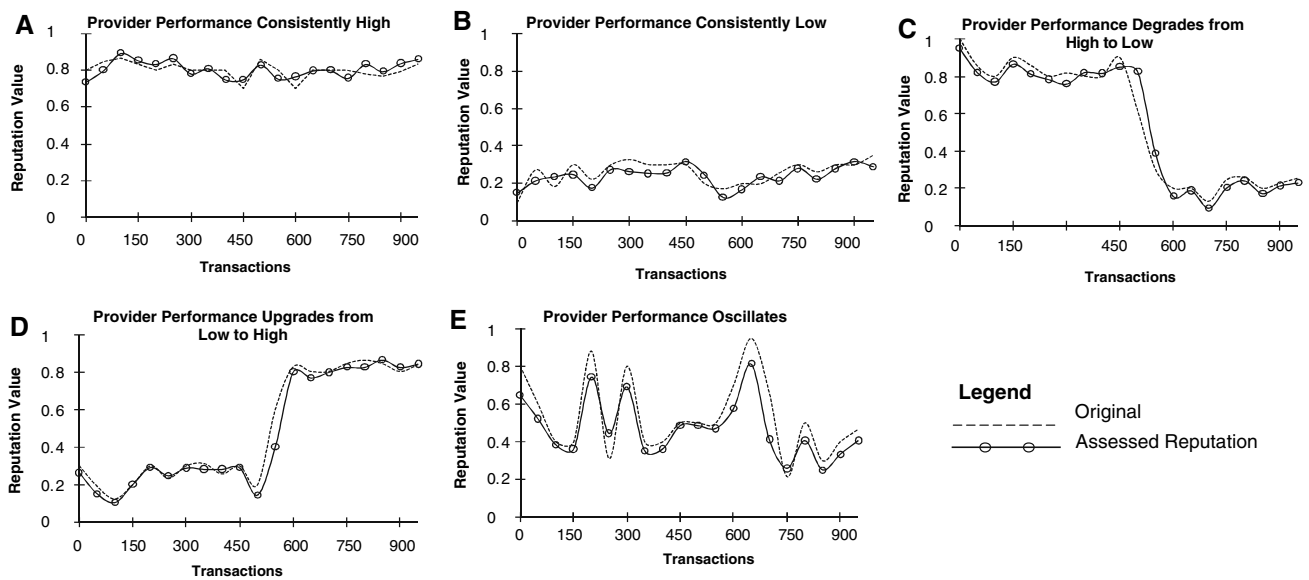 A
Provider Performance Consistently High
Reputation Value
1
0.8
0.6
0.4
0.2
0
0 150 300 450 600 750 900
Transactions
B
Provider Performance Consistently Low
Reputation Value
1
0.8
0.6
0.4
0.2
0
0 150 300 450 600 750 900
Transactions
C
Provider Performance Degrades from
High to Low
Reputation Value
1
0.8
0.6
0.4
0.2
0
0 150 450 600 750 900
Transactions
D
Provider Performance Upgrades from
Low to High
Reputation Value
1
0.8
0.6
0.4
0.2
0
0 150 300 450 600 750 900
Transactions
E
Provider Performance Oscillates
Reputation Value
1
0.8
0.6
0.4
0.2
0
0 150 300 450 600 750 900
Transactions
Legend
Original
Assessed Reputation